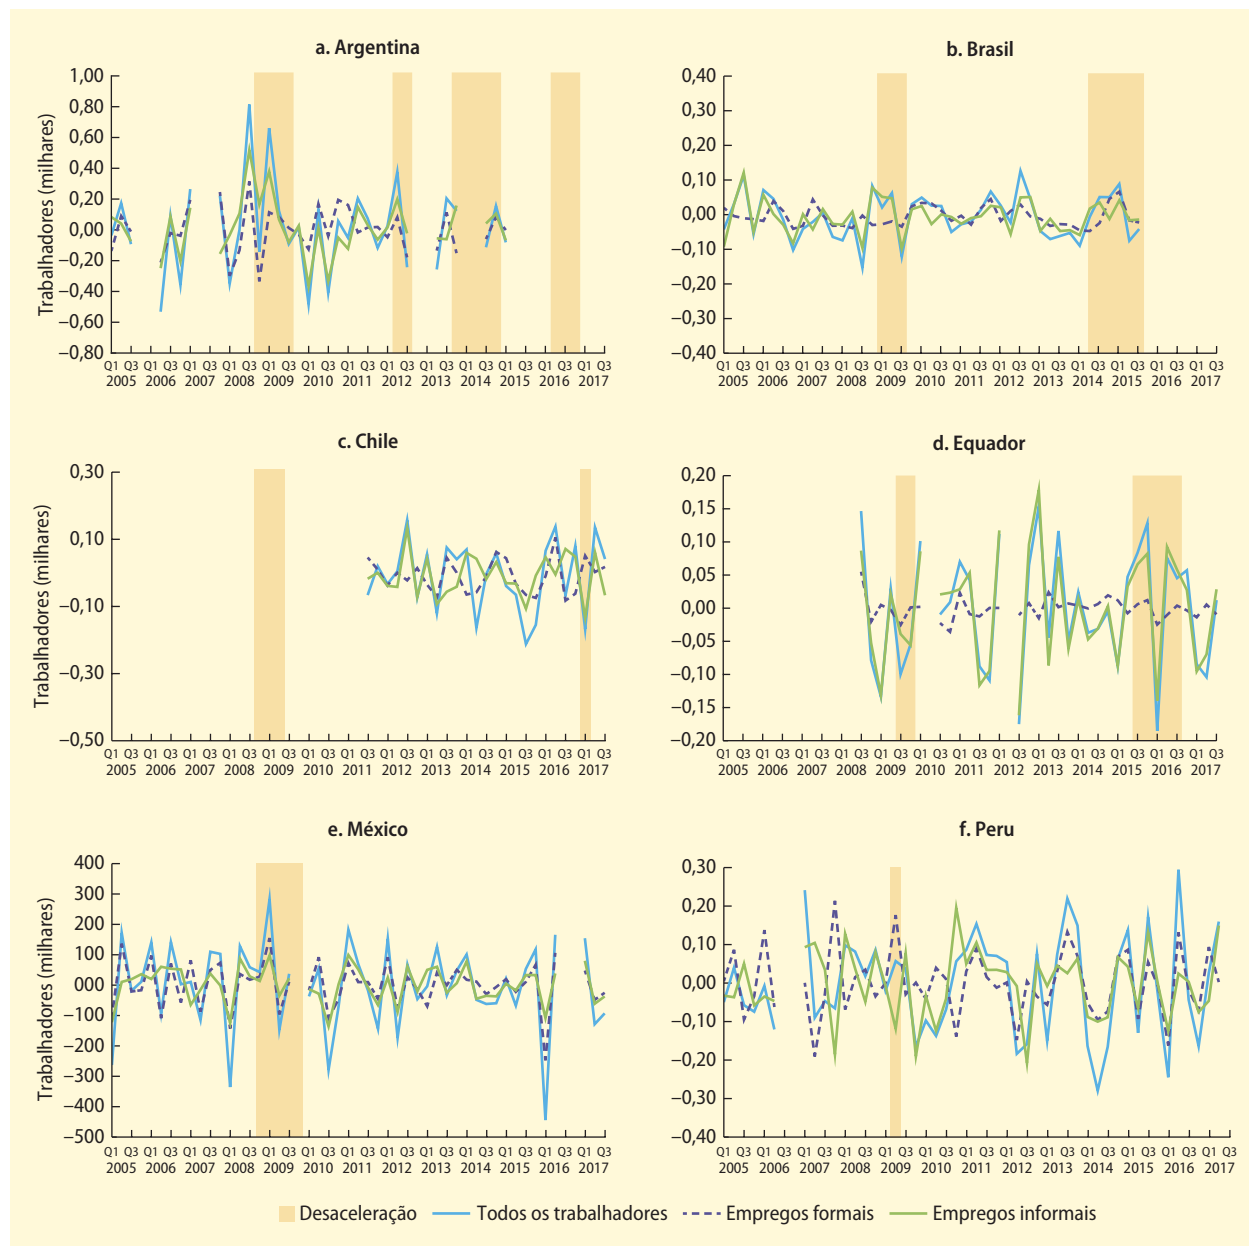 a. Argentina
Trabalhadores (milhares)
1,00
0,80
0,60
0,40
0,20
0,00
–0,20
–0,40
–0,60
–0,80
Q1 Q3 Q1 Q3 Q1 Q3 Q1 Q3 Q1 Q3 Q1 Q3 Q1 Q3 Q1 Q3 Q1 Q3 Q1 Q3 Q1 Q3 Q1 Q3 Q1 Q3
2005 2006 2007 2008 2009 2010 2011 2012 2013 2014 2015 2016 2017
b. Brasil
0,40
0,30
0,20
0,10
0,00
–0,10
–0,20
–0,30
–0,40
Q1 Q3 Q1 Q3 Q1 Q3 Q1 Q3 Q1 Q3 Q1 Q3 Q1 Q3 Q1 Q3 Q1 Q3 Q1 Q3 Q1 Q3 Q1 Q3 Q1 Q3
2005 2006 2007 2008 2009 2010 2011 2012 2013 2014 2015 2016 2017
c. Chile
Trabalhadores (milhares)
0,30
0,10
–0,10
–0,30
–0,50
Q1 Q3 Q1 Q3 Q1 Q3 Q1 Q3 Q1 Q3 Q1 Q3 Q1 Q3 Q1 Q3 Q1 Q3 Q1 Q3 Q1 Q3 Q1 Q3 Q1 Q3
2005 2006 2007 2008 2009 2010 2011 2012 2013 2014 2015 2016 2017
d. Equador
0,20
0,15
0,10
0,05
0,00
–0,05
–0,10
–0,15
–0,20
Q1 Q3 Q1 Q3 Q1 Q3 Q1 Q3 Q1 Q3 Q1 Q3 Q1 Q3 Q1 Q3 Q1 Q3 Q1 Q3 Q1 Q3 Q1 Q3 Q1 Q3
2005 2006 2007 2008 2009 2010 2011 2012 2013 2014 2015 2016 2017
e. México
Trabalhadores (milhares)
400
300
200
100
000
–100
–200
–300
–400
–500
Q1 Q3 Q1 Q3 Q1 Q3 Q1 Q3 Q1 Q3 Q1 Q3 Q1 Q3 Q1 Q3 Q1 Q3 Q1 Q3 Q1 Q3 Q1 Q3 Q1 Q3
2005 2006 2007 2008 2009 2010 2011 2012 2013 2014 2015 2016 2017
f. Peru
0,30
0,20
0,10
0,00
–0,10
–0,20
–0,30
–0,40
Q1 Q3 Q1 Q3 Q1 Q3 Q1 Q3 Q1 Q3 Q1 Q3 Q1 Q3 Q1 Q3 Q1 Q3 Q1 Q3 Q1 Q3 Q1 Q3 Q1 Q3
2005 2006 2007 2008 2009 2010 2011 2012 2013 2014 2015 2016 2017
Desaceleração Todos os trabalhadores Empregos formais Empregos informais